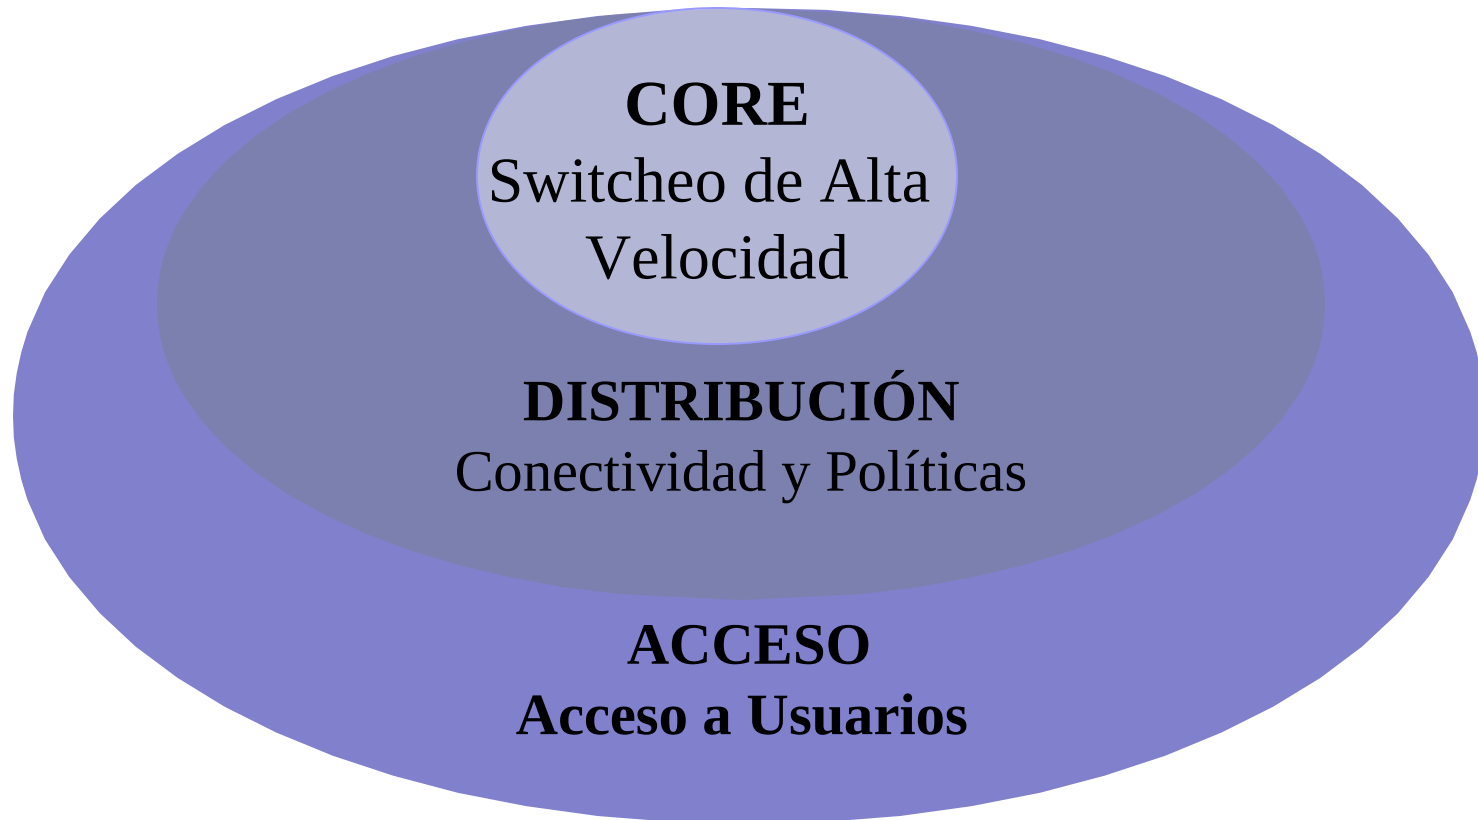 CORE
Switcheo de Alta
Velocidad
DISTRIBUCIÓN
Conectividad y Políticas
ACCESO
Acceso a Usuarios